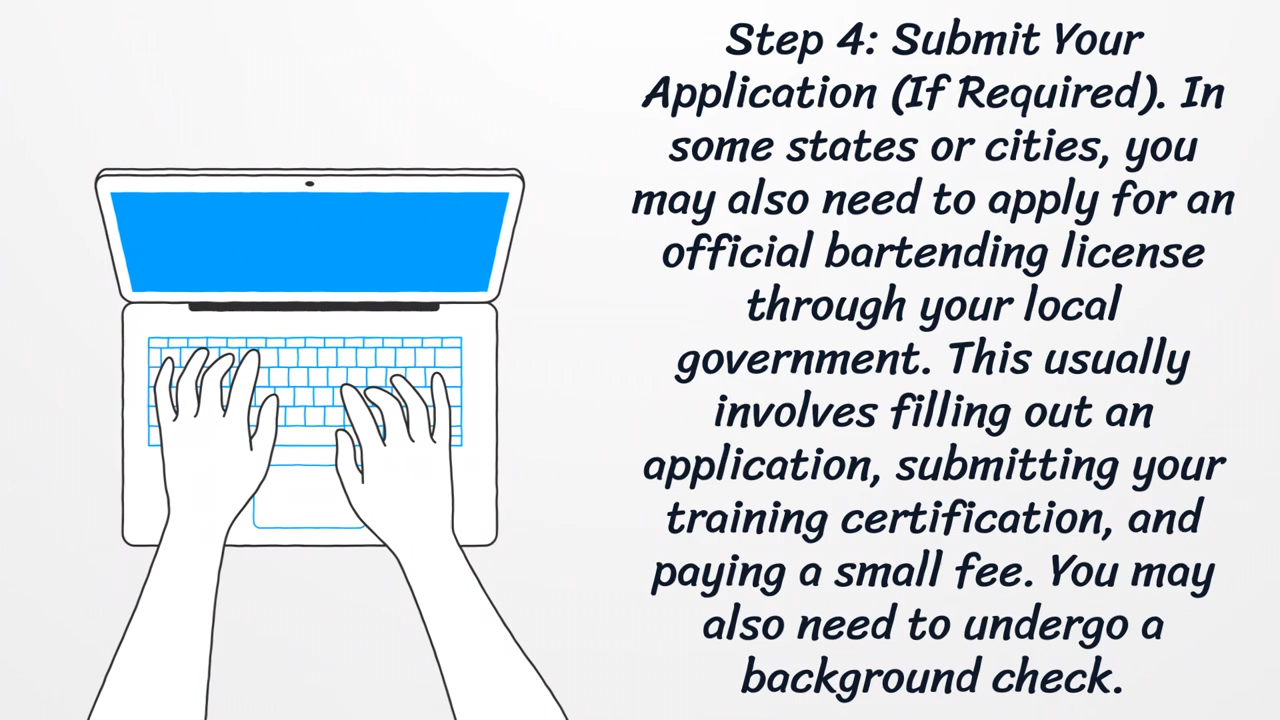 Step 4: Submit Your
Application (If Required). In
some states or cities, you
may also need to apply for an
official bartending license
through your local
government. This usually
involves filling out an
application, submitting your
training certification, and
paying a small fee. You may
also need to undergo a
background check.